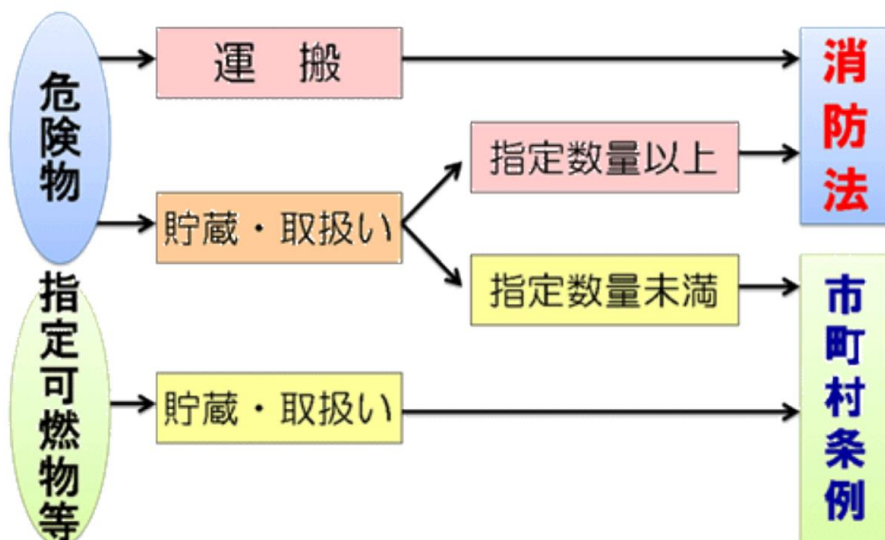 危険物
運 搬
消防法
指定数量以上
貯蔵・取扱い
指定数量未満
指定可燃物等
貯蔵・取扱い
市町村条例